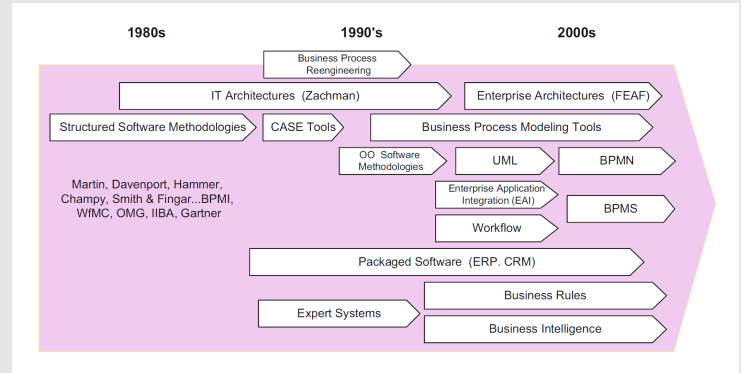 1980s
1990's
2000s
Business Process
Reengineering
IT Architectures (Zachman)
Enterprise Architectures (FEAF)
Structured Software Methodologies
CASE Tools
Business Process Modeling Tools
OO Software
Methodologies
UML
BPMN
Martin, Davenport, Hammer,
Champy, Smith & Fingar...BPMI,
WfMC, OMG, IIBA, Gartner
Enterprise Application
Integration (EAI)
BPMS
Workflow
Packaged Software (ERP. CRM)
Business Rules
Expert Systems
Business Intelligence